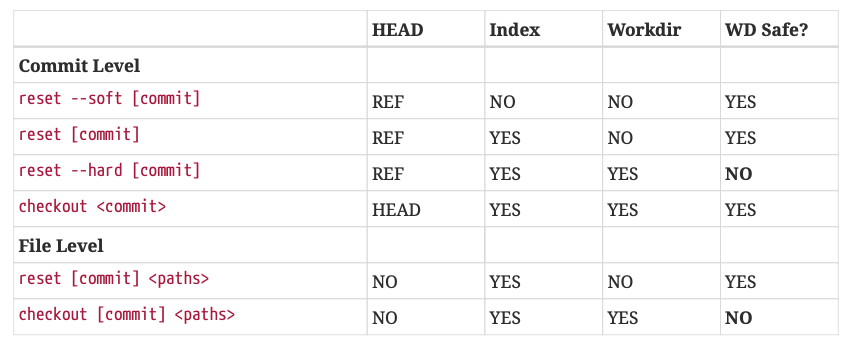 HEAD Index Workdir WD Safe?
Commit Level
reset --soft [commit] REF NO NO YES
reset [commit] REF YES NO YES
reset --hard [commit] REF YES YES NO
checkout <commit> HEAD YES YES YES
File Level
reset [commit] <paths> NO YES NO YES
checkout [commit] <paths> NO YES YES NO